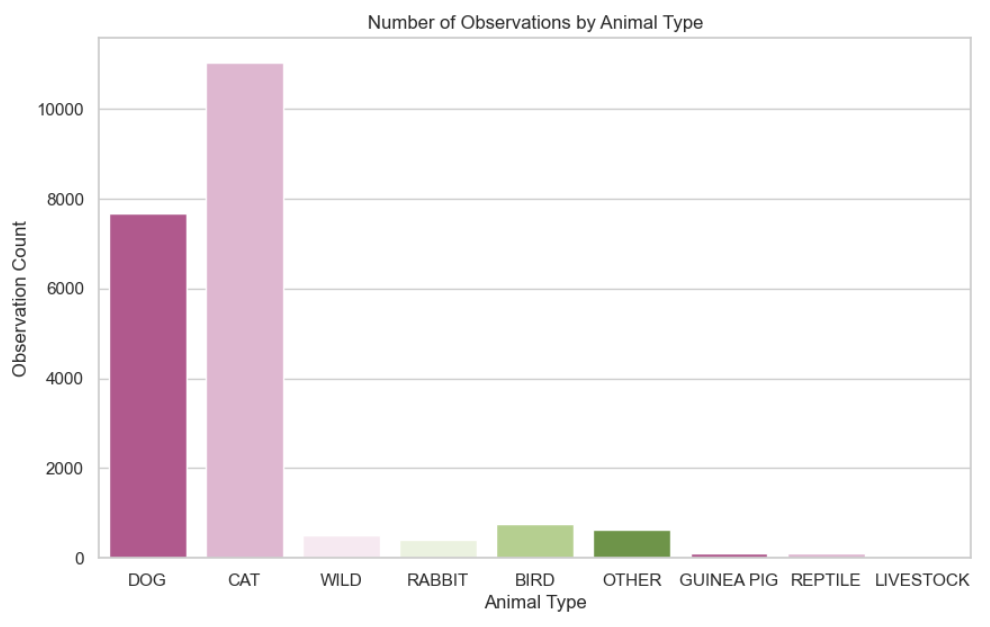 Number of Observations by Animal Type
Observation Count
10000
8000
6000
4000
2000
0
DOG CAT WILD RABBIT BIRD OTHER GUINEA PIG REPTILE LIVESTOCK
Animal Type